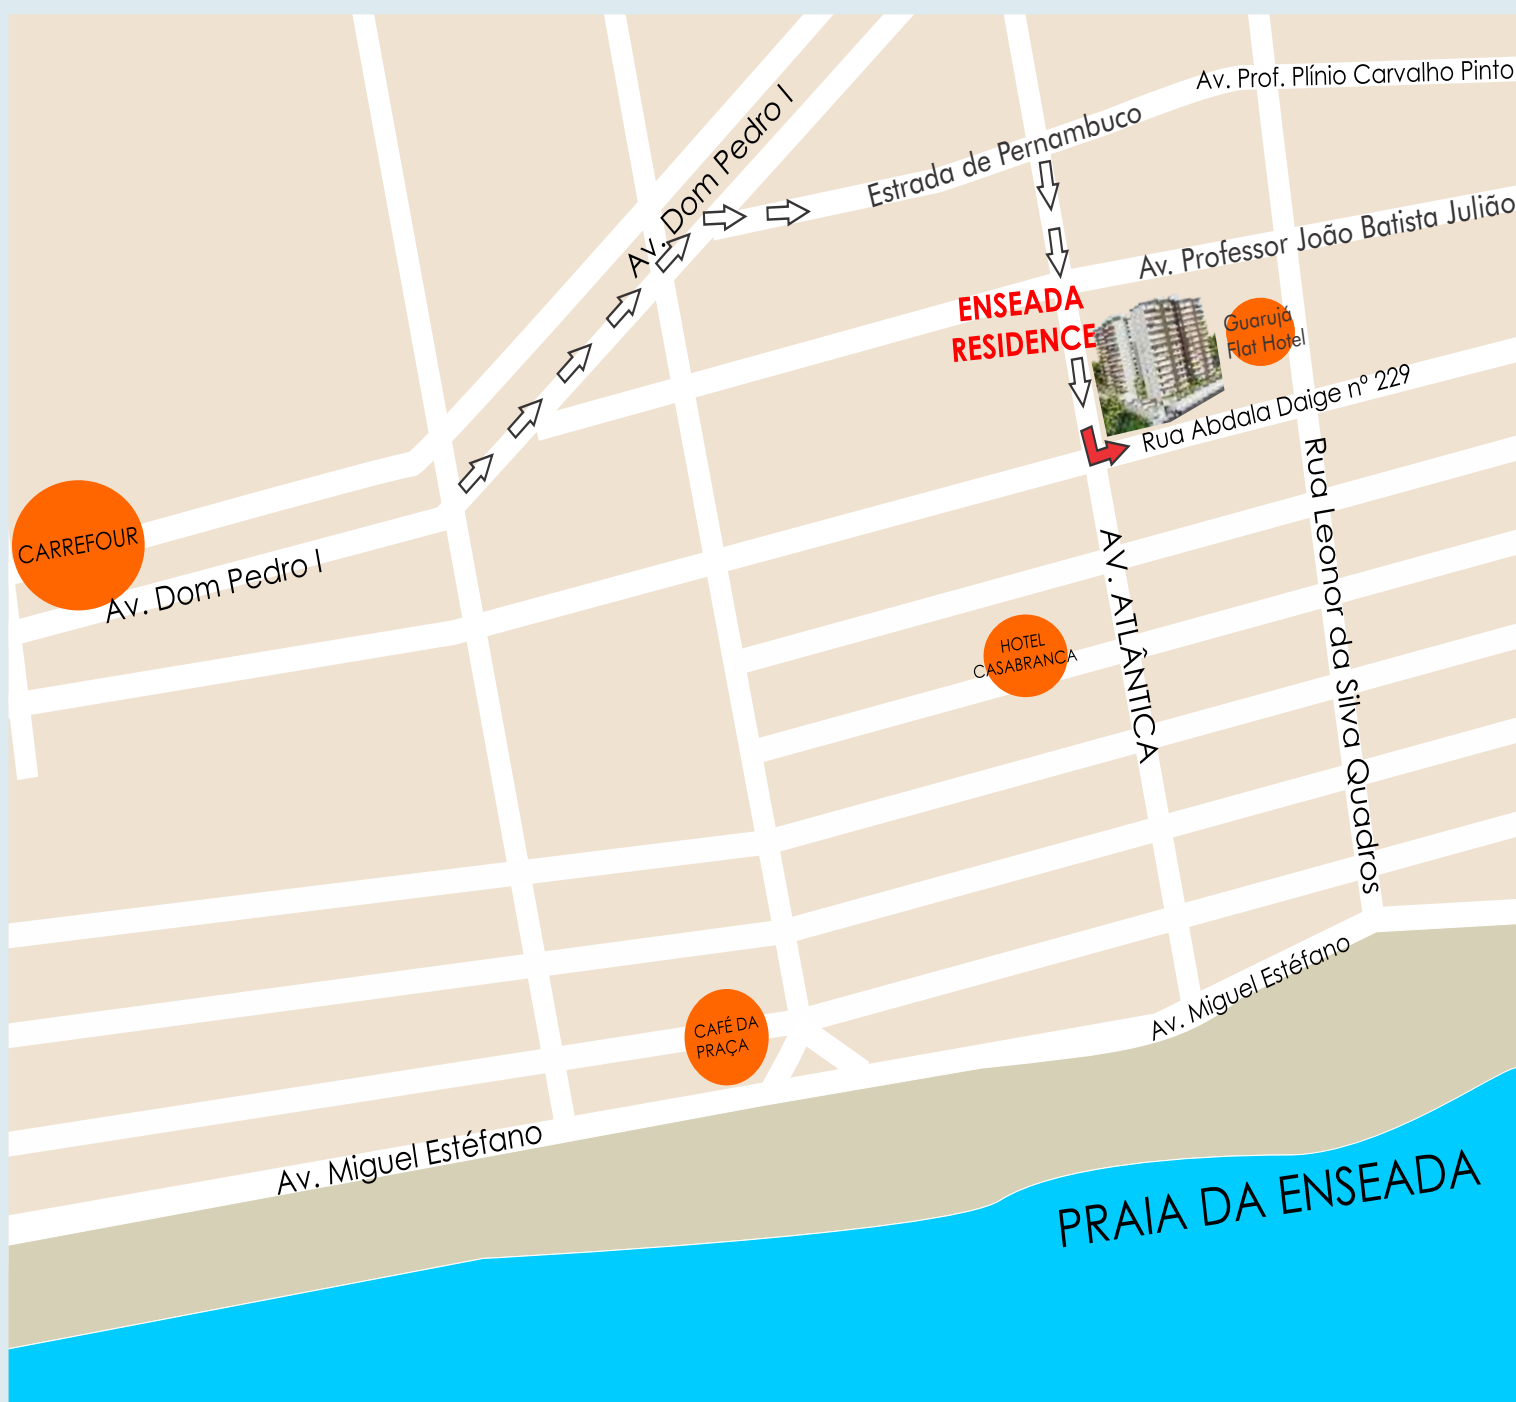 Av. Prof. Plínio Carvalho Pinto
Av. Dom Pedro I
Estrada de Pernambuco
Av. Professor João Batista Julião
ENSEADA
RESIDENCE
Guarujá
Flat Hotel
Rua Abdala Daige nº 229
CARREFOUR
Av. Dom Pedro I
Rua Leonor da Silva Quadros
AV. ATLÂNTICA
HOTEL
CASABRANCA
CAFÉ DA
PRAÇA
Av. Miguel Estéfano
Av. Miguel Estéfano
PRAIA DA ENSEADA